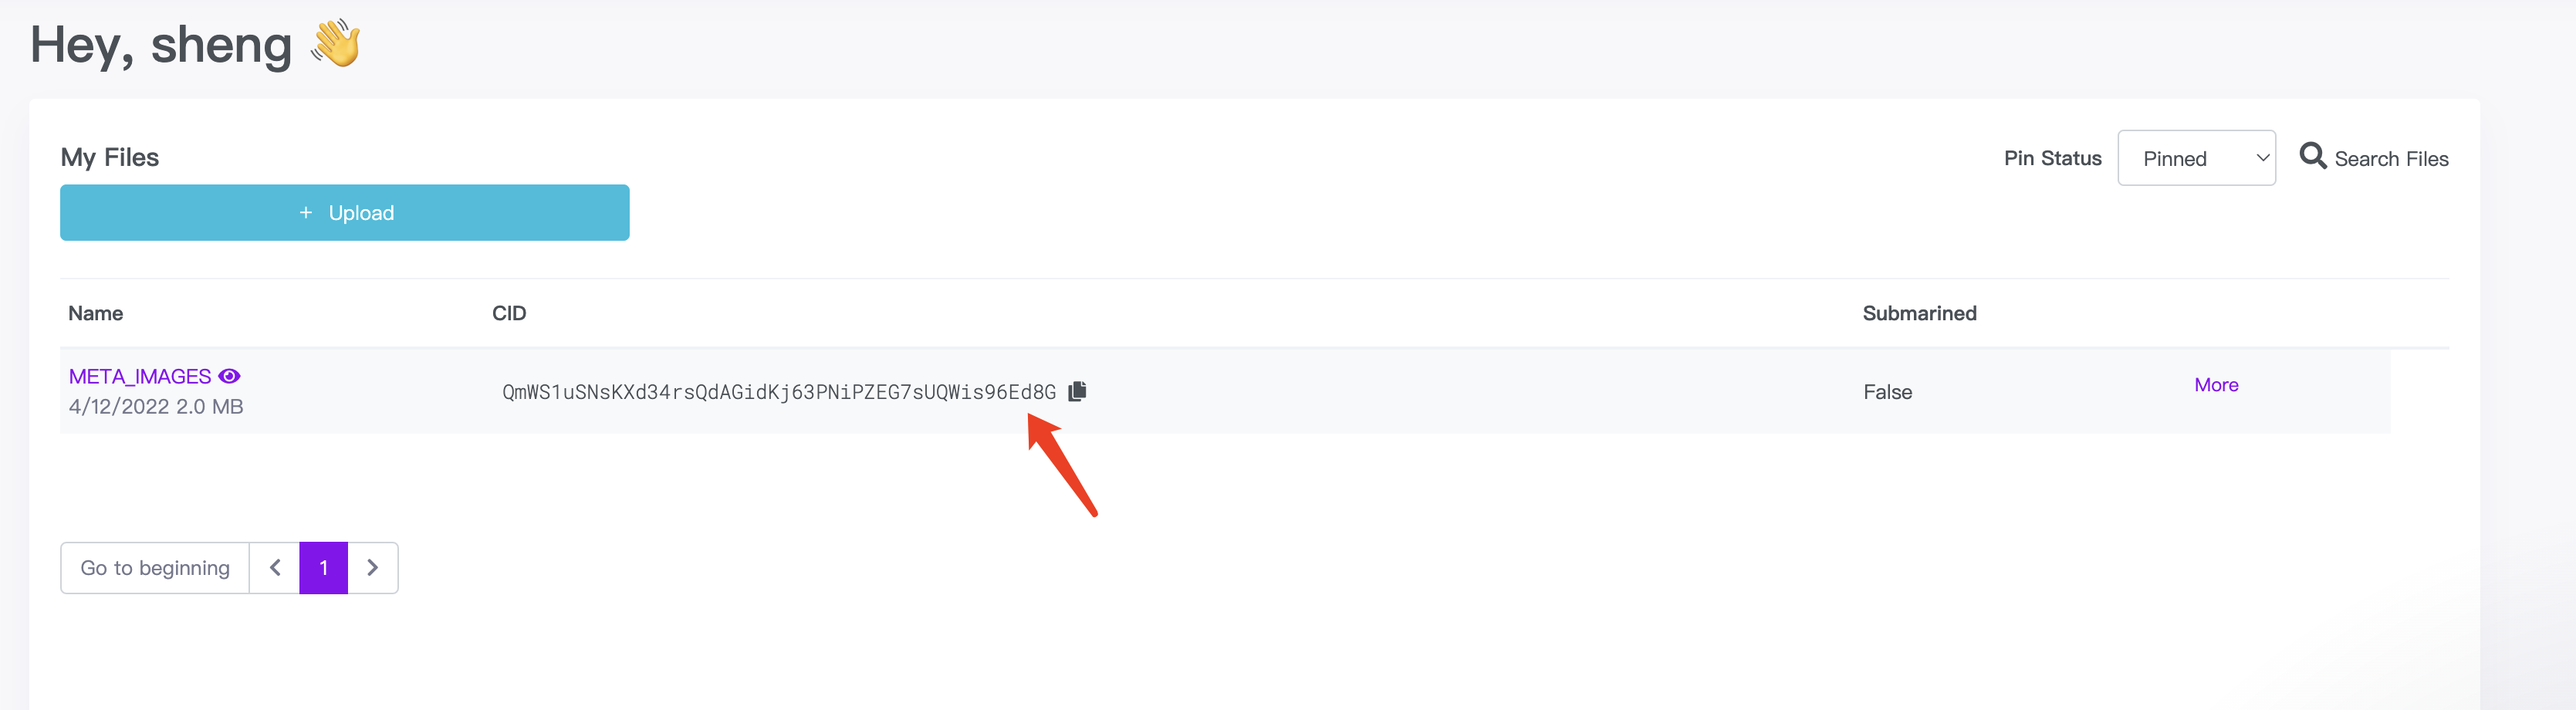 Hey, sheng 👋
My Files
Pin Status Pinned Search Files
+ Upload
Name CID Submarined
META_IMAGES
4/12/2022 2.0 MB
QmWS1uSNsKXd34rsQdAGidKj63PNiPZEG7sUQWis96Ed8G
False
More
Go to beginning 1